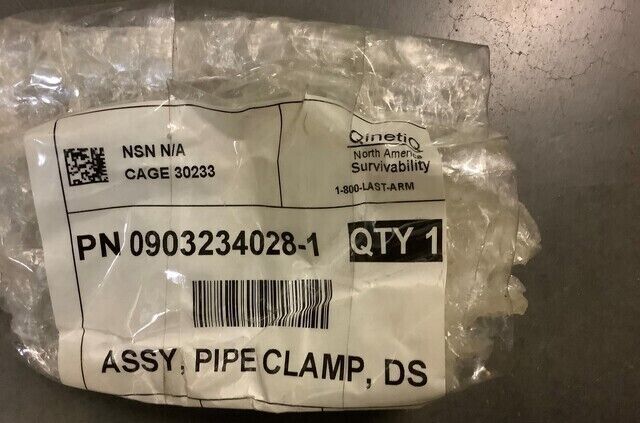 NSN N/A
CAGE 30233
QinetiQ
North America
Survivability
1-800-LAST-ARM
PN 0903234028-1
QTY 1
ASSY, PIPE CLAMP, DS